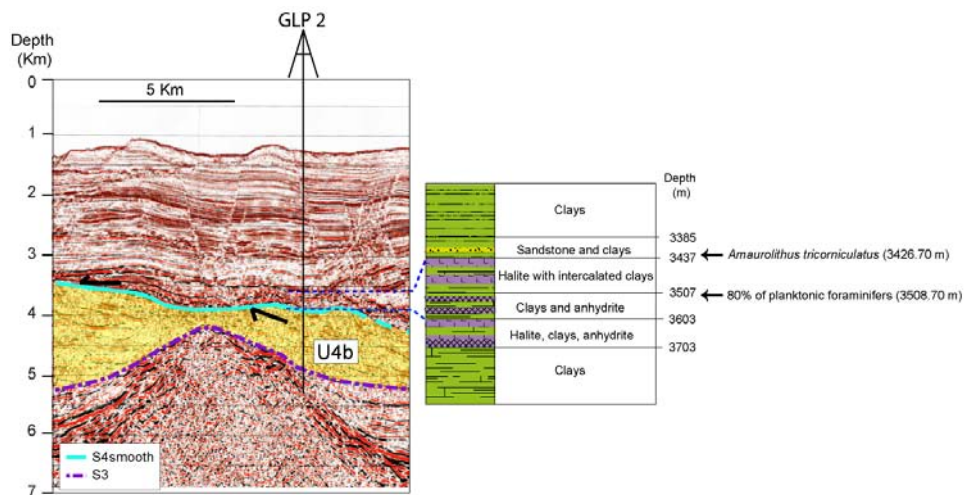 GLP 2
Depth
(Km)
0
5 Km
1
2
3
4
U4b
5
6
S4smooth
S3
7
Depth
(m)
Clays
3385
Sandstone and clays
3437
Amaurolithus tricorniculatus (3426.70 m)
Halite with intercalated clays
3507
80% of planktonic foraminifers (3508.70 m)
Clays and anhydrite
3603
Halite, clays, anhydrite
3703
Clays